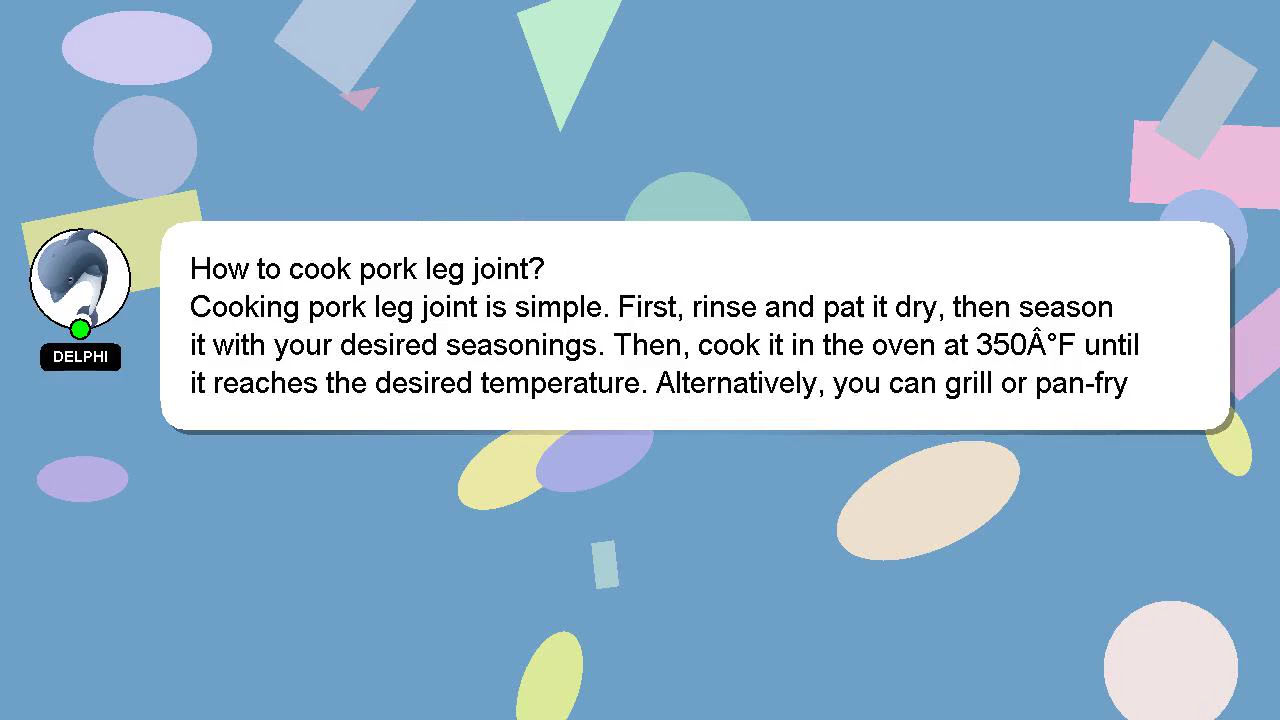 How to cook pork leg joint?
Cooking pork leg joint is simple. First, rinse and pat it dry, then season
it with your desired seasonings. Then, cook it in the oven at 350Â°F until
it reaches the desired temperature. Alternatively, you can grill or pan-fry
DELPHI